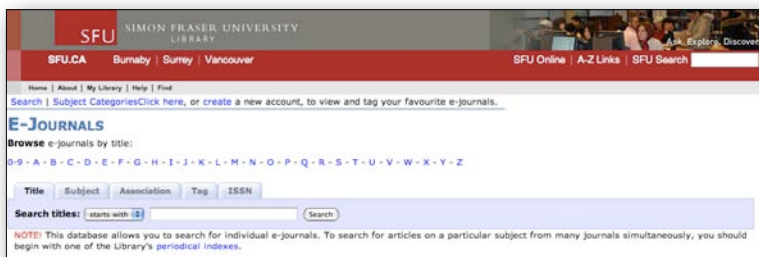 SFU SIMON FRASER UNIVERSITY
LIBRARY
Ask. Explore. Discover
SFU.CA Burnaby | Surrey | Vancouver SFU Online | A-Z Links | SFU Search
Home | About | My Library | Help | Find
Search | Subject CategoriesClick here, or create a new account, to view and tag your favourite e-journals.
E-JOURNALS
Browse e-journals by title:
0-9 - A - B - C - D - E - F - G - H - I - J - K - L - M - N - O - P - Q - R - S - T - U - V - W - X - Y - Z
Title Subject Association Tag ISSN
Search titles: starts with Search
NOTE! This database allows you to search for individual e-journals. To search for articles on a particular subject from many journals simultaneously, you should
begin with one of the Library's periodical indexes.